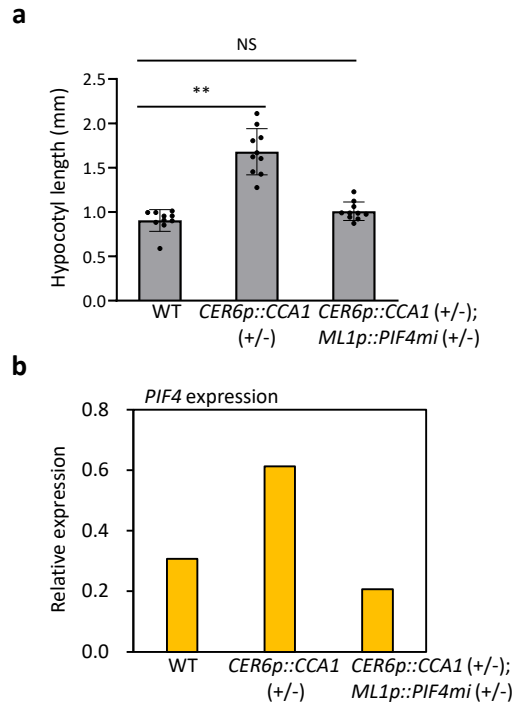 a
NS
**
Hypocotyl length (mm)
2.5
2.0
1.5
1.0
0.5
0.0
WT
CER6p::CCA1
(+/-)
CER6p::CCA1 (+/-);
ML1p::PIF4mi (+/-)
b
PIF4 expression
Relative expression
0.8
0.6
0.4
0.2
0.0
WT
CER6p::CCA1
(+/-)
CER6p::CCA1 (+/-);
ML1p::PIF4mi (+/-)